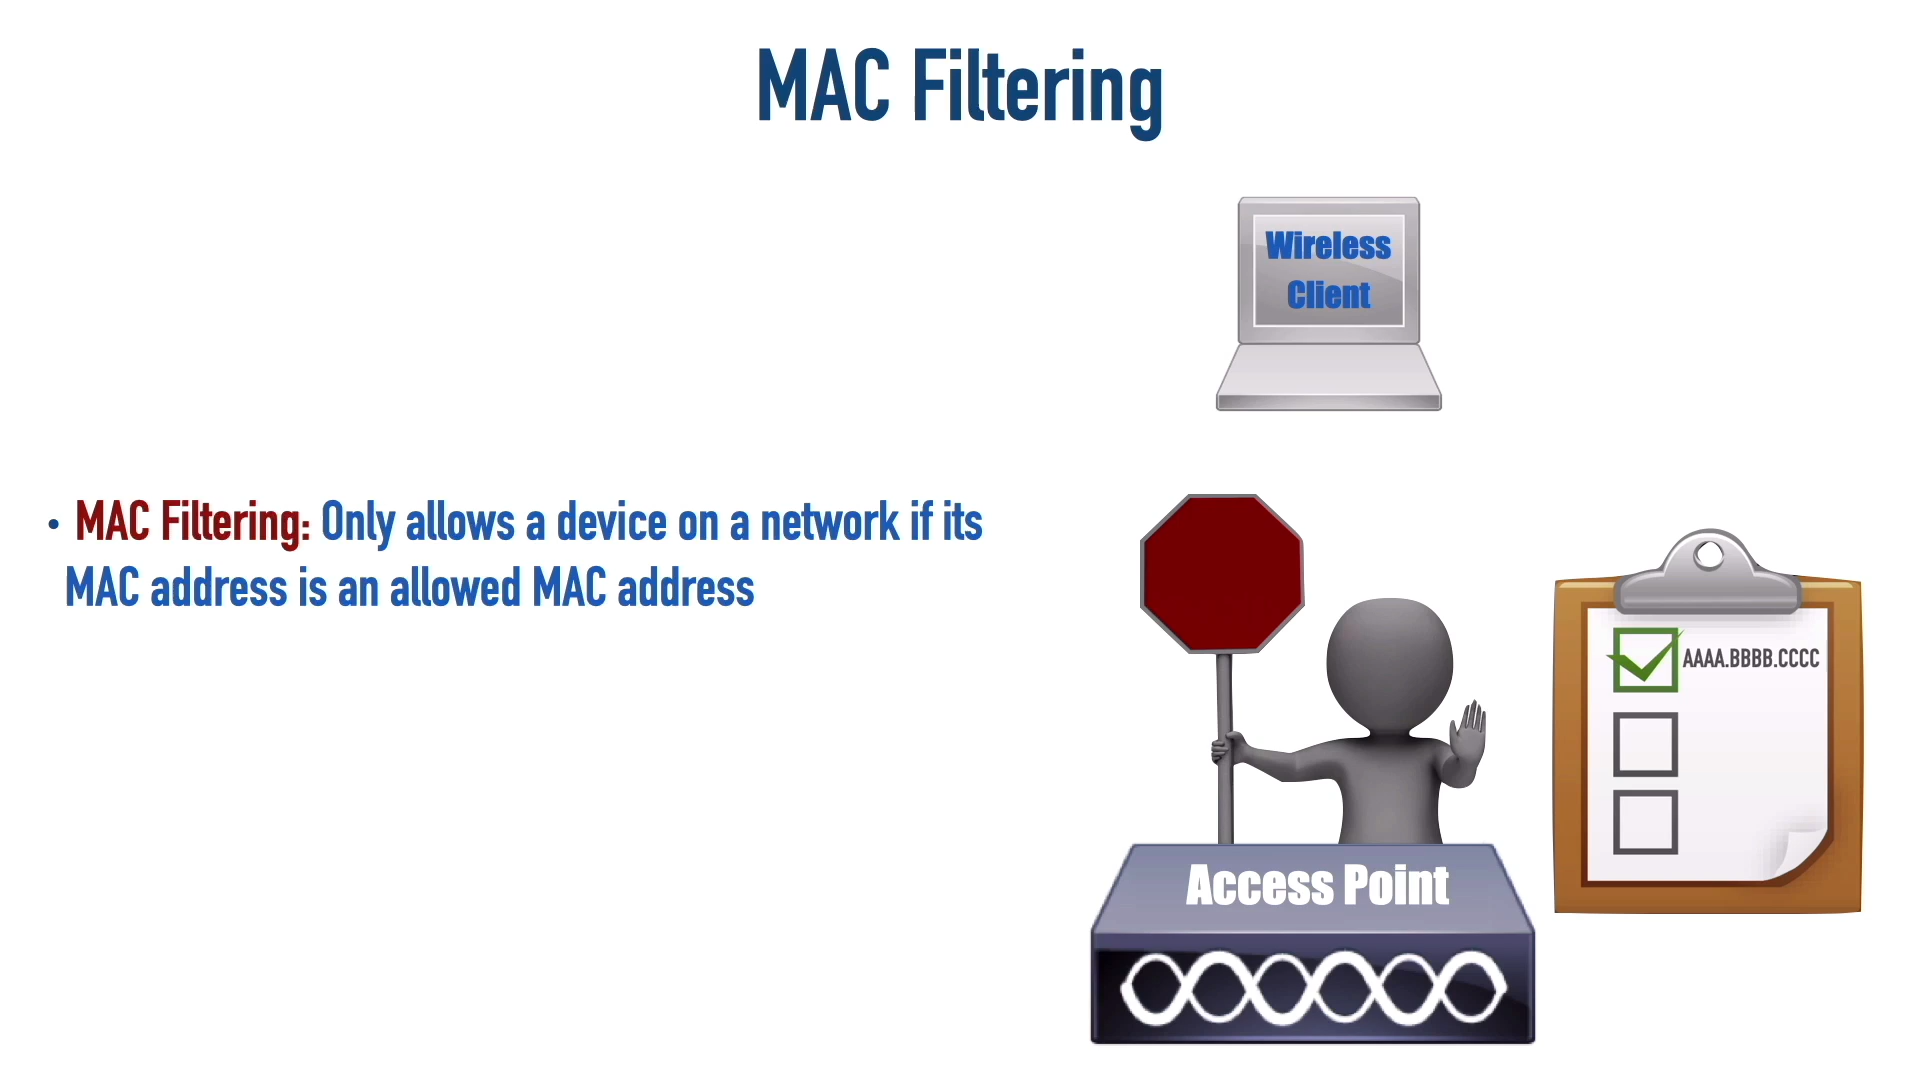 MAC Filtering
Wireless
Client
• MAC Filtering: Only allows a device on a network if its
MAC address is an allowed MAC address
AAAA.BBBB.CCCC
Access Point